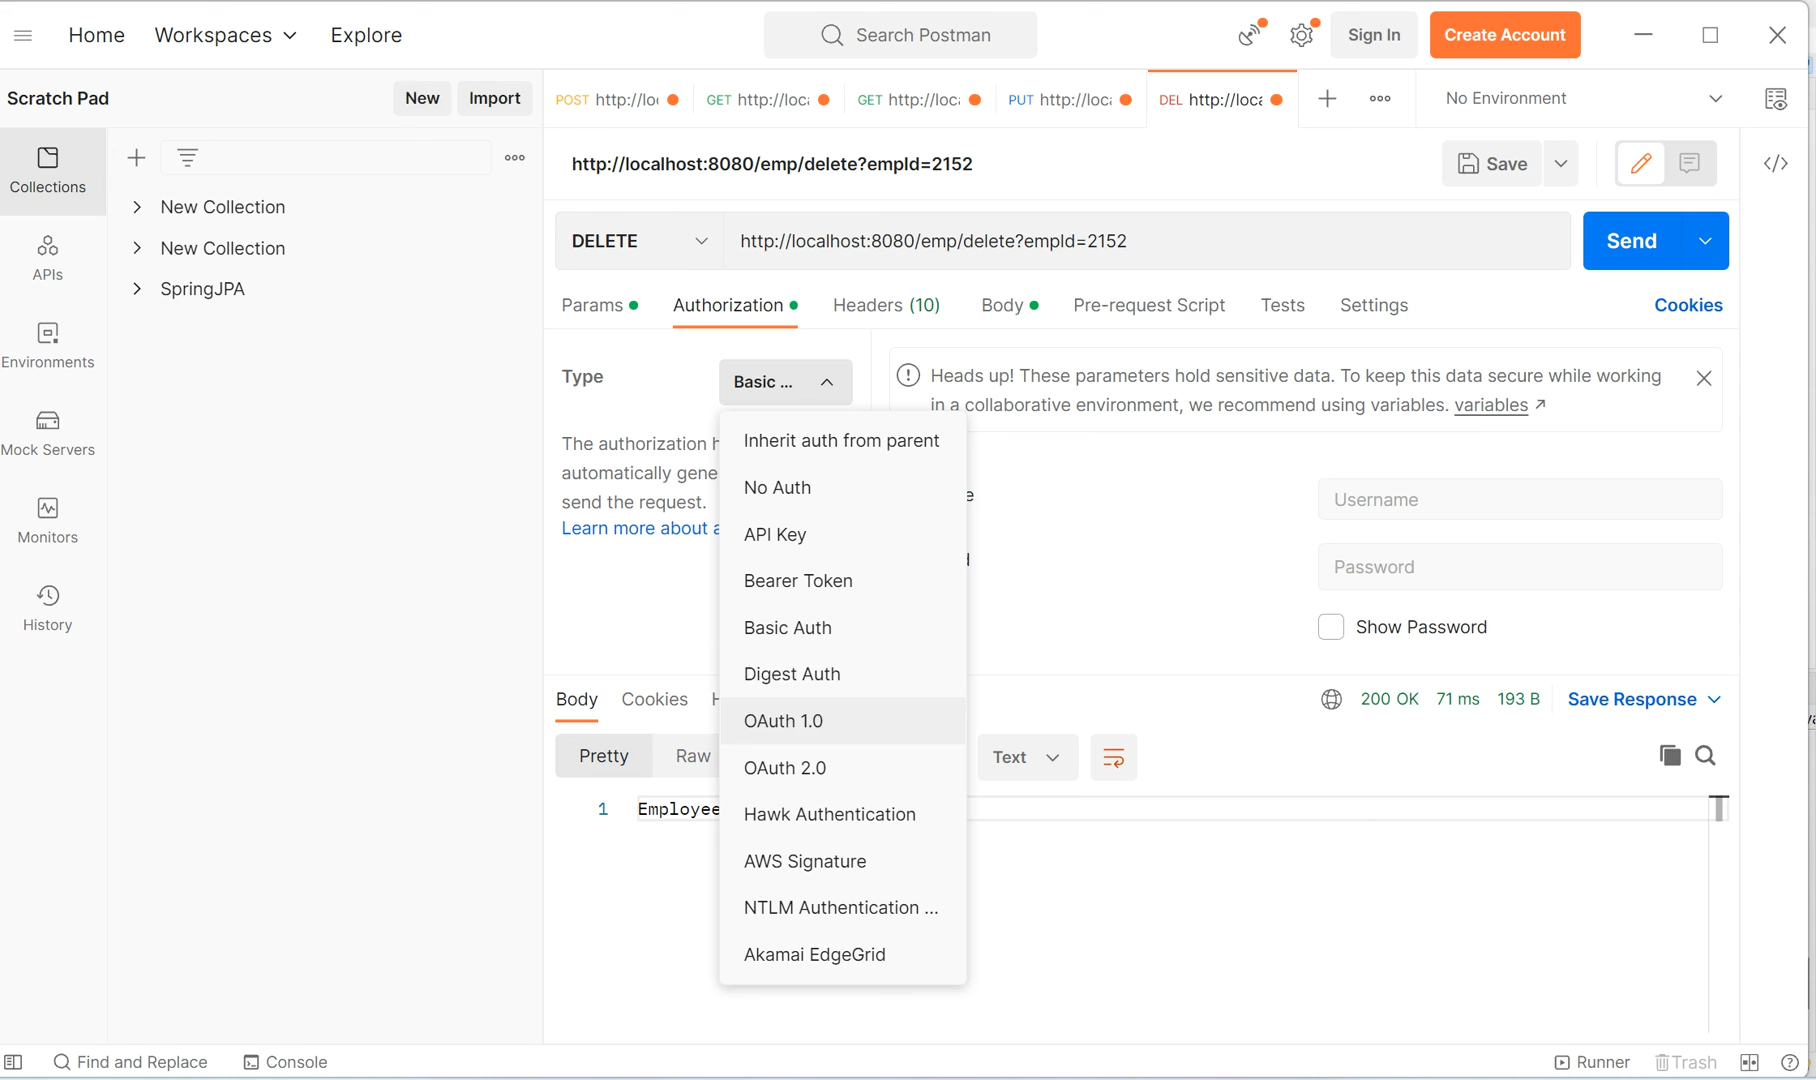 Home
Workspaces
Explore
Search Postman
Sign In
Create Account
Scratch Pad
New
Import
POST http://loc
GET http://loca
GET http://loca
PUT http://loca
DEL http://loca
No Environment
Collections
APIs
Environments
Mock Servers
Monitors
History
New Collection
New Collection
SpringJPA
http://localhost:8080/emp/delete?empId=2152
Save
DELETE
http://localhost:8080/emp/delete?empId=2152
Send
Params
Authorization
Headers (10)
Body
Pre-request Script
Tests
Settings
Cookies
Type
Basic ...
Heads up! These parameters hold sensitive data. To keep this data secure while working
in a collaborative environment, we recommend using variables. variables ↗
The authorization h
automatically gene
send the request.
Learn more about a
Inherit auth from parent
No Auth
API Key
Bearer Token
Basic Auth
Digest Auth
OAuth 1.0
OAuth 2.0
Hawk Authentication
AWS Signature
NTLM Authentication ...
Akamai EdgeGrid
e
d
Username
Password
Show Password
Body
Cookies
H
200 OK
71 ms
193 B
Save Response
Pretty
Raw
Text
1
Employee
Find and Replace
Console
Runner
Trash